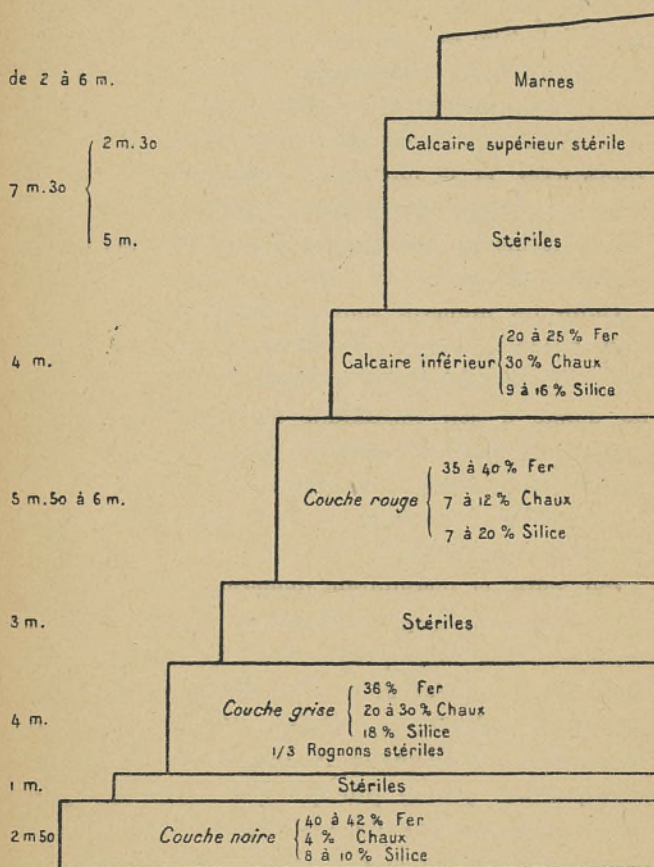 de 2 à 6 m.
Marnes
2 m. 30
Calcaire supérieur stérile
7 m. 30
5 m.
Stériles
4 m.
Calcaire inférieur
20 à 25 % Fer
30 % Chaux
9 à 16 % Silice
5 m. 50 à 6 m.
Couche rouge
35 à 40 % Fer
7 à 12 % Chaux
7 à 20 % Silice
3 m.
Stériles
4 m.
Couche grise
36 % Fer
20 à 30 % Chaux
18 % Silice
1/3 Rognons stériles
1 m.
Stériles
2 m 50
Couche noire
40 à 42 % Fer
4 % Chaux
8 à 10 % Silice